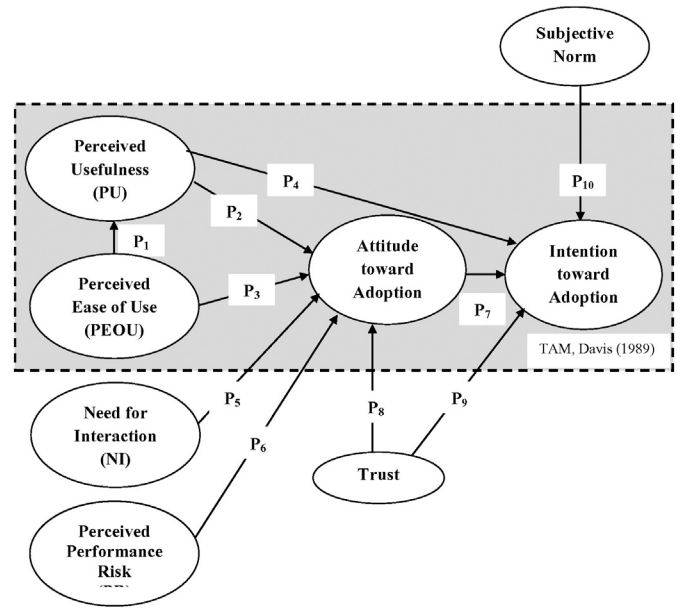 Subjective
Norm
Perceived
Usefulness
(PU)
P4
P10
P2
P1
Attitude
toward
Adoption
Intention
toward
Adoption
Perceived
Ease of Use
(PEOU)
P3
P7
TAM, Davis (1989)
Need for
Interaction
(NI)
P5
P6
P8
P9
Trust
Perceived
Performance
Risk